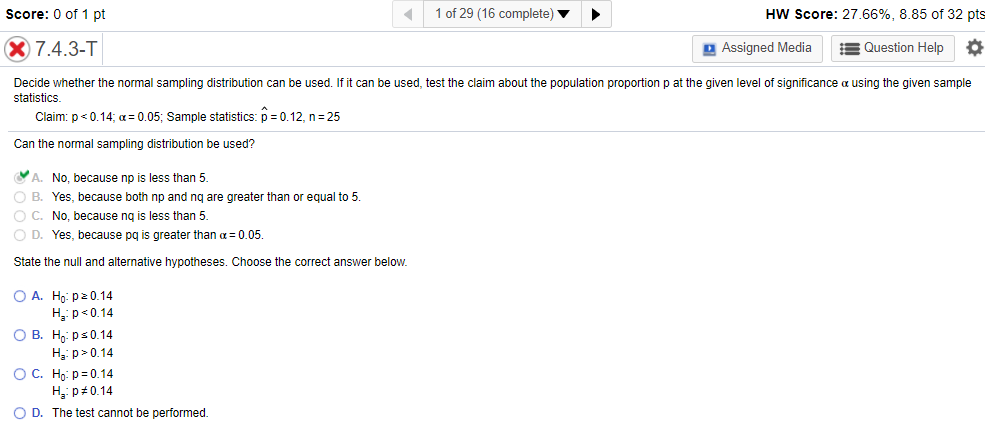 Score: 0 of 1 pt
1 of 29 (16 complete)
HW Score: 27.66%, 8.85 of 32 pts
7.4.3-T
Assigned Media
Question Help
Decide whether the normal sampling distribution can be used. If it can be used, test the claim about the population proportion p at the given level of significance α using the given sample
statistics.
Claim: p < 0.14; α = 0.05; Sample statistics: p̂ = 0.12, n = 25
Can the normal sampling distribution be used?
A. No, because np is less than 5.
B. Yes, because both np and nq are greater than or equal to 5.
C. No, because nq is less than 5.
D. Yes, because pq is greater than α = 0.05.
State the null and alternative hypotheses. Choose the correct answer below.
A. H₀: p ≥ 0.14
Hₐ: p < 0.14
B. H₀: p ≤ 0.14
Hₐ: p > 0.14
C. H₀: p = 0.14
Hₐ: p ≠ 0.14
D. The test cannot be performed.